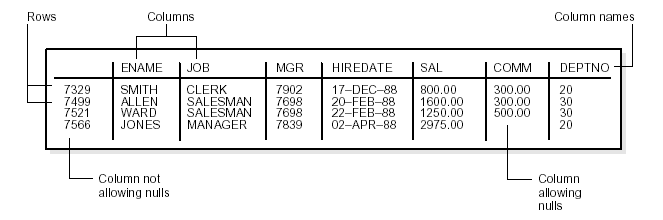 Rows Columns Column names
ENAME JOB MGR HIREDATE SAL COMM DEPTNO
7329 SMITH CLERK 7902 17–DEC–88 800.00 300.00 20
7499 ALLEN SALESMAN 7698 20–FEB–88 1600.00 300.00 30
7521 WARD SALESMAN 7698 22–FEB–88 1250.00 500.00 30
7566 JONES MANAGER 7839 02–APR–88 2975.00 20
Column not
allowing nulls
Column
allowing
nulls